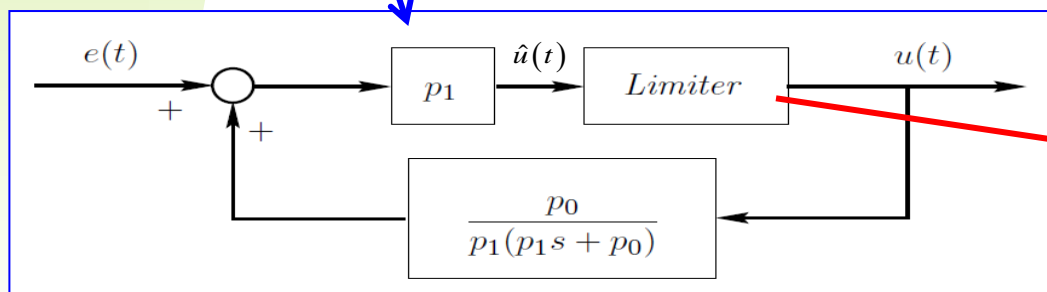 e(t)
+
+
p₁
û(t)
Limiter
u(t)
p₀
p₁(p₁s + p₀)